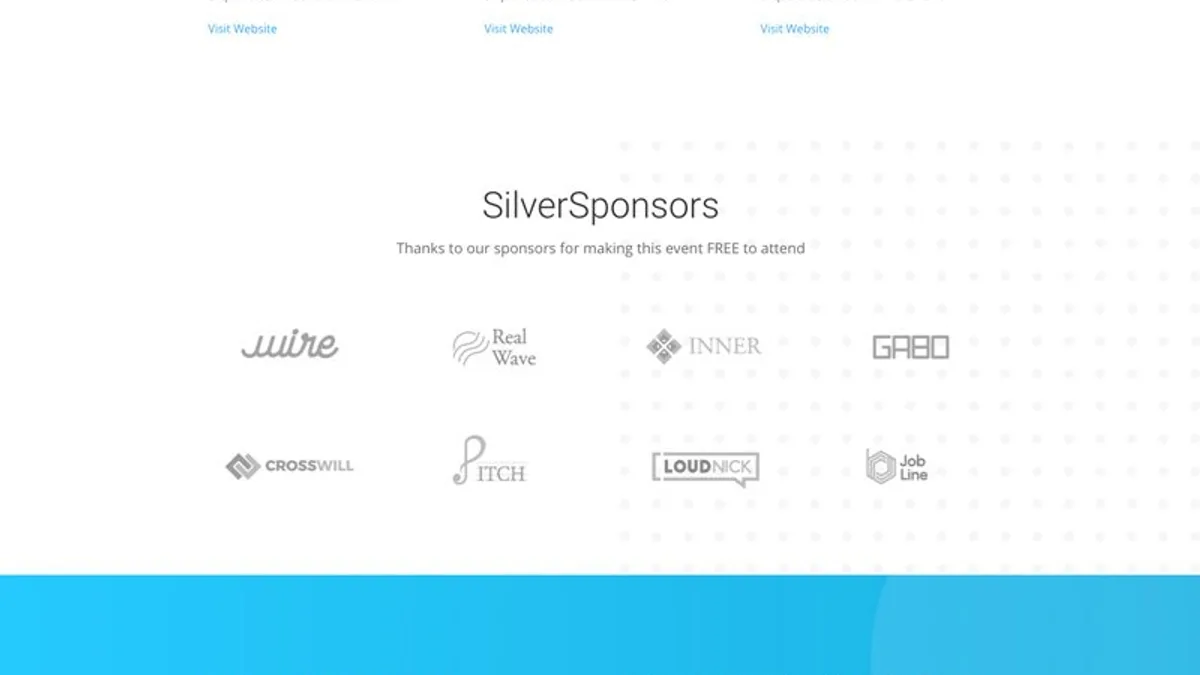 Visit Website Visit Website Visit Website
SilverSponsors
Thanks to our sponsors for making this event FREE to attend
wire
Real
Wave
INNER
GABO
CROSSWILL
PITCH
LOUDNICK
Job
Line